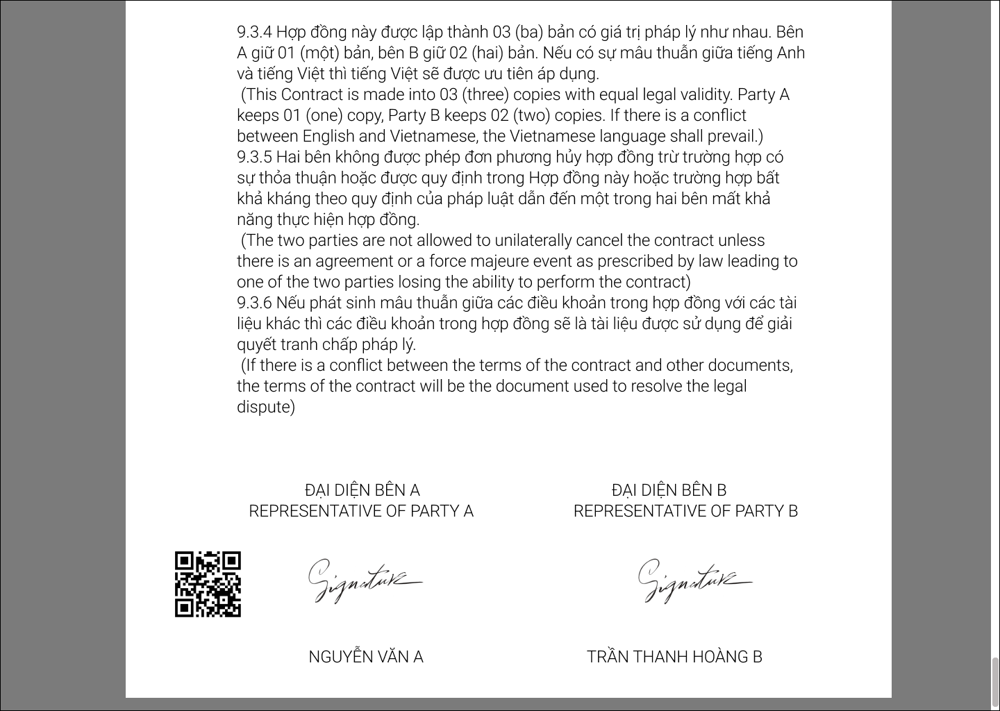 9.3.4 Hợp đồng này được lập thành 03 (ba) bản có giá trị pháp lý như nhau. Bên
A giữ 01 (một) bản, bên B giữ 02 (hai) bản. Nếu có sự mâu thuẫn giữa tiếng Anh
và tiếng Việt thì tiếng Việt sẽ được ưu tiên áp dụng.
(This Contract is made into 03 (three) copies with equal legal validity. Party A
keeps 01 (one) copy, Party B keeps 02 (two) copies. If there is a conflict
between English and Vietnamese, the Vietnamese language shall prevail.)
9.3.5 Hai bên không được phép đơn phương hủy hợp đồng trừ trường hợp có
sự thỏa thuận hoặc được quy định trong Hợp đồng này hoặc trường hợp bất
khả kháng theo quy định của pháp luật dẫn đến một trong hai bên mất khả
năng thực hiện hợp đồng.
(The two parties are not allowed to unilaterally cancel the contract unless
there is an agreement or a force majeure event as prescribed by law leading to
one of the two parties losing the ability to perform the contract)
9.3.6 Nếu phát sinh mâu thuẫn giữa các điều khoản trong hợp đồng với các tài
liệu khác thì các điều khoản trong hợp đồng sẽ là tài liệu được sử dụng để giải
quyết tranh chấp pháp lý.
(If there is a conflict between the terms of the contract and other documents,
the terms of the contract will be the document used to resolve the legal
dispute)
ĐẠI DIỆN BÊN A
REPRESENTATIVE OF PARTY A
Signature
NGUYỄN VĂN A
ĐẠI DIỆN BÊN B
REPRESENTATIVE OF PARTY B
Signature
TRẦN THANH HOÀNG B